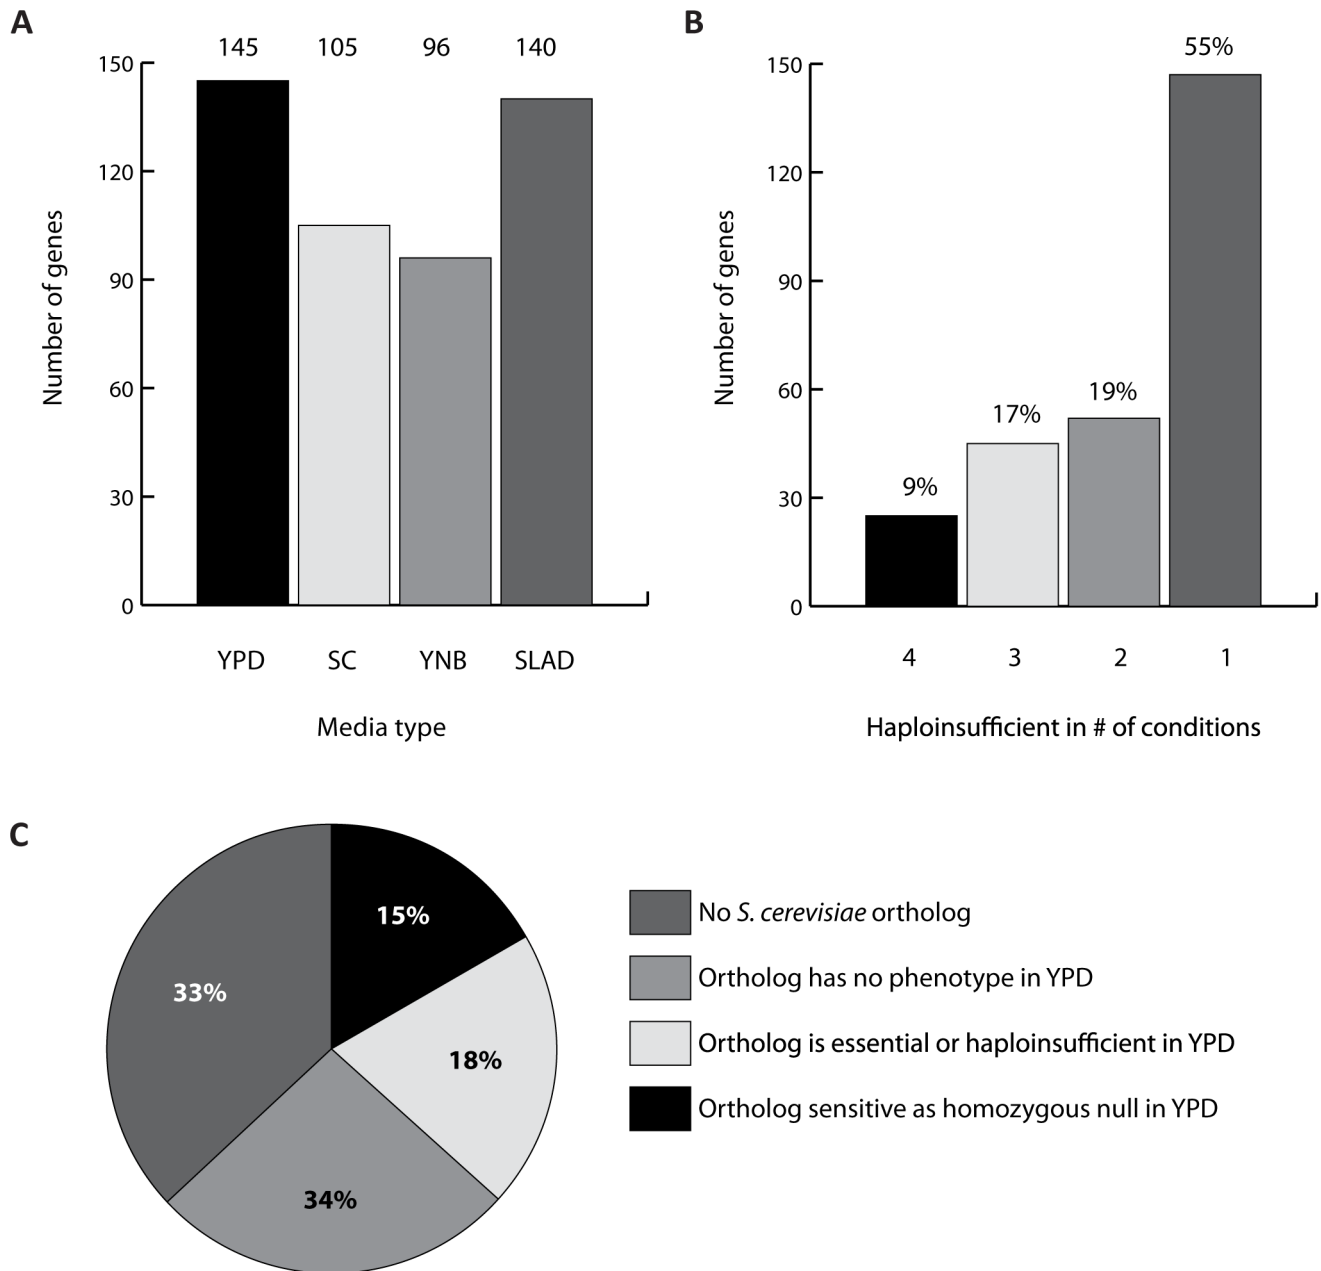 A
145 105 96 140
150
120
90
60
30
0
Number of genes
YPD SC YNB SLAD
Media type
B
55%
19%
17%
9%
150
120
90
60
30
0
Number of genes
4 3 2 1
Haploinsufficient in # of conditions
C
15%
33%
18%
34%
No S. cerevisiae ortholog
Ortholog has no phenotype in YPD
Ortholog is essential or haploinsufficient in YPD
Ortholog sensitive as homozygous null in YPD